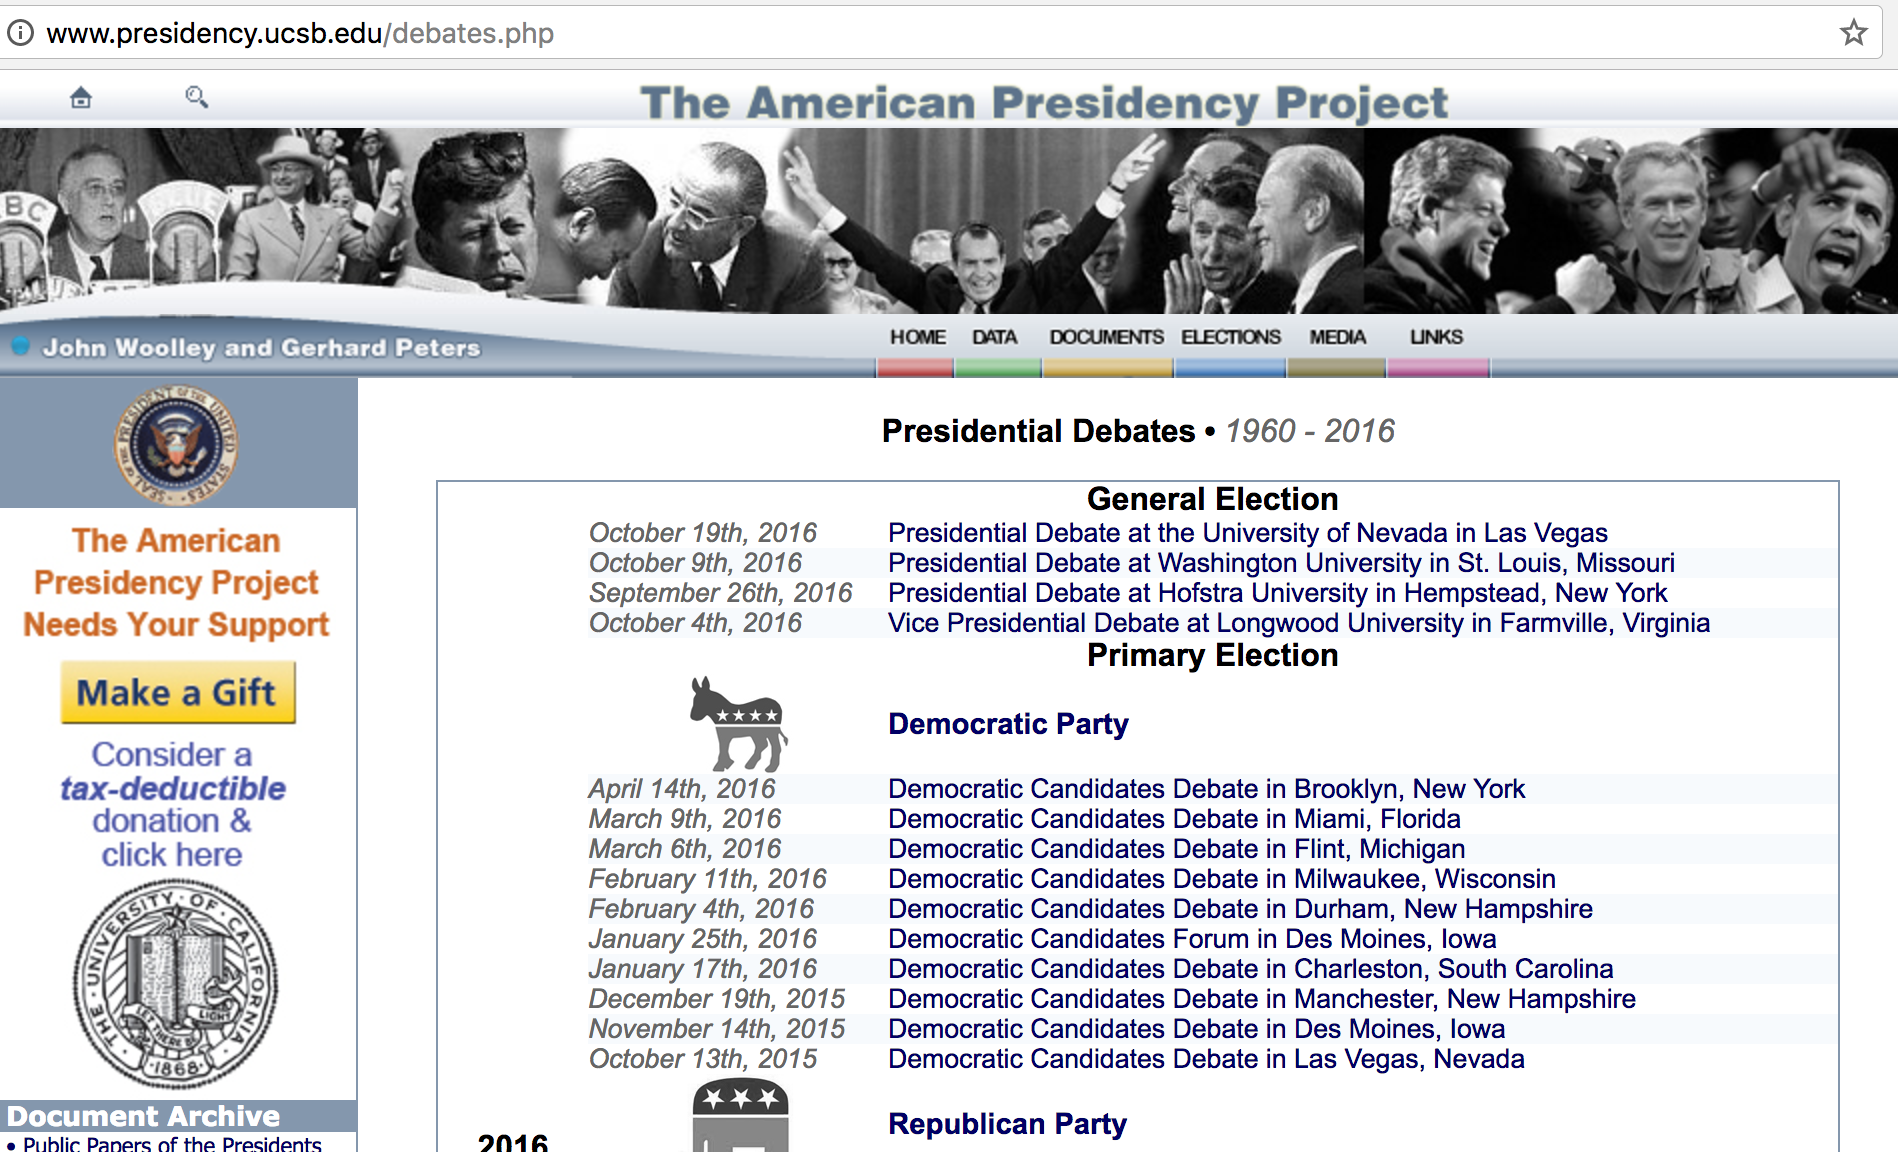 www.presidency.ucsb.edu/debates.php
The American Presidency Project
BC
John Woolley and Gerhard Peters
HOME DATA DOCUMENTS ELECTIONS MEDIA LINKS
SEAL OF THE PRESIDENT OF THE UNITED STATES
The American
Presidency Project
Needs Your Support
Make a Gift
Consider a
tax-deductible
donation &
click here
THE · UNIVERSITY · OF · CALIFORNIA
LET THERE BE LIGHT
·1868·
Document Archive
• Public Papers of the Presidents
Presidential Debates • 1960 - 2016
General Election
October 19th, 2016 Presidential Debate at the University of Nevada in Las Vegas
October 9th, 2016 Presidential Debate at Washington University in St. Louis, Missouri
September 26th, 2016 Presidential Debate at Hofstra University in Hempstead, New York
October 4th, 2016 Vice Presidential Debate at Longwood University in Farmville, Virginia
Primary Election
Democratic Party
April 14th, 2016 Democratic Candidates Debate in Brooklyn, New York
March 9th, 2016 Democratic Candidates Debate in Miami, Florida
March 6th, 2016 Democratic Candidates Debate in Flint, Michigan
February 11th, 2016 Democratic Candidates Debate in Milwaukee, Wisconsin
February 4th, 2016 Democratic Candidates Debate in Durham, New Hampshire
January 25th, 2016 Democratic Candidates Forum in Des Moines, Iowa
January 17th, 2016 Democratic Candidates Debate in Charleston, South Carolina
December 19th, 2015 Democratic Candidates Debate in Manchester, New Hampshire
November 14th, 2015 Democratic Candidates Debate in Des Moines, Iowa
October 13th, 2015 Democratic Candidates Debate in Las Vegas, Nevada
Republican Party
2016